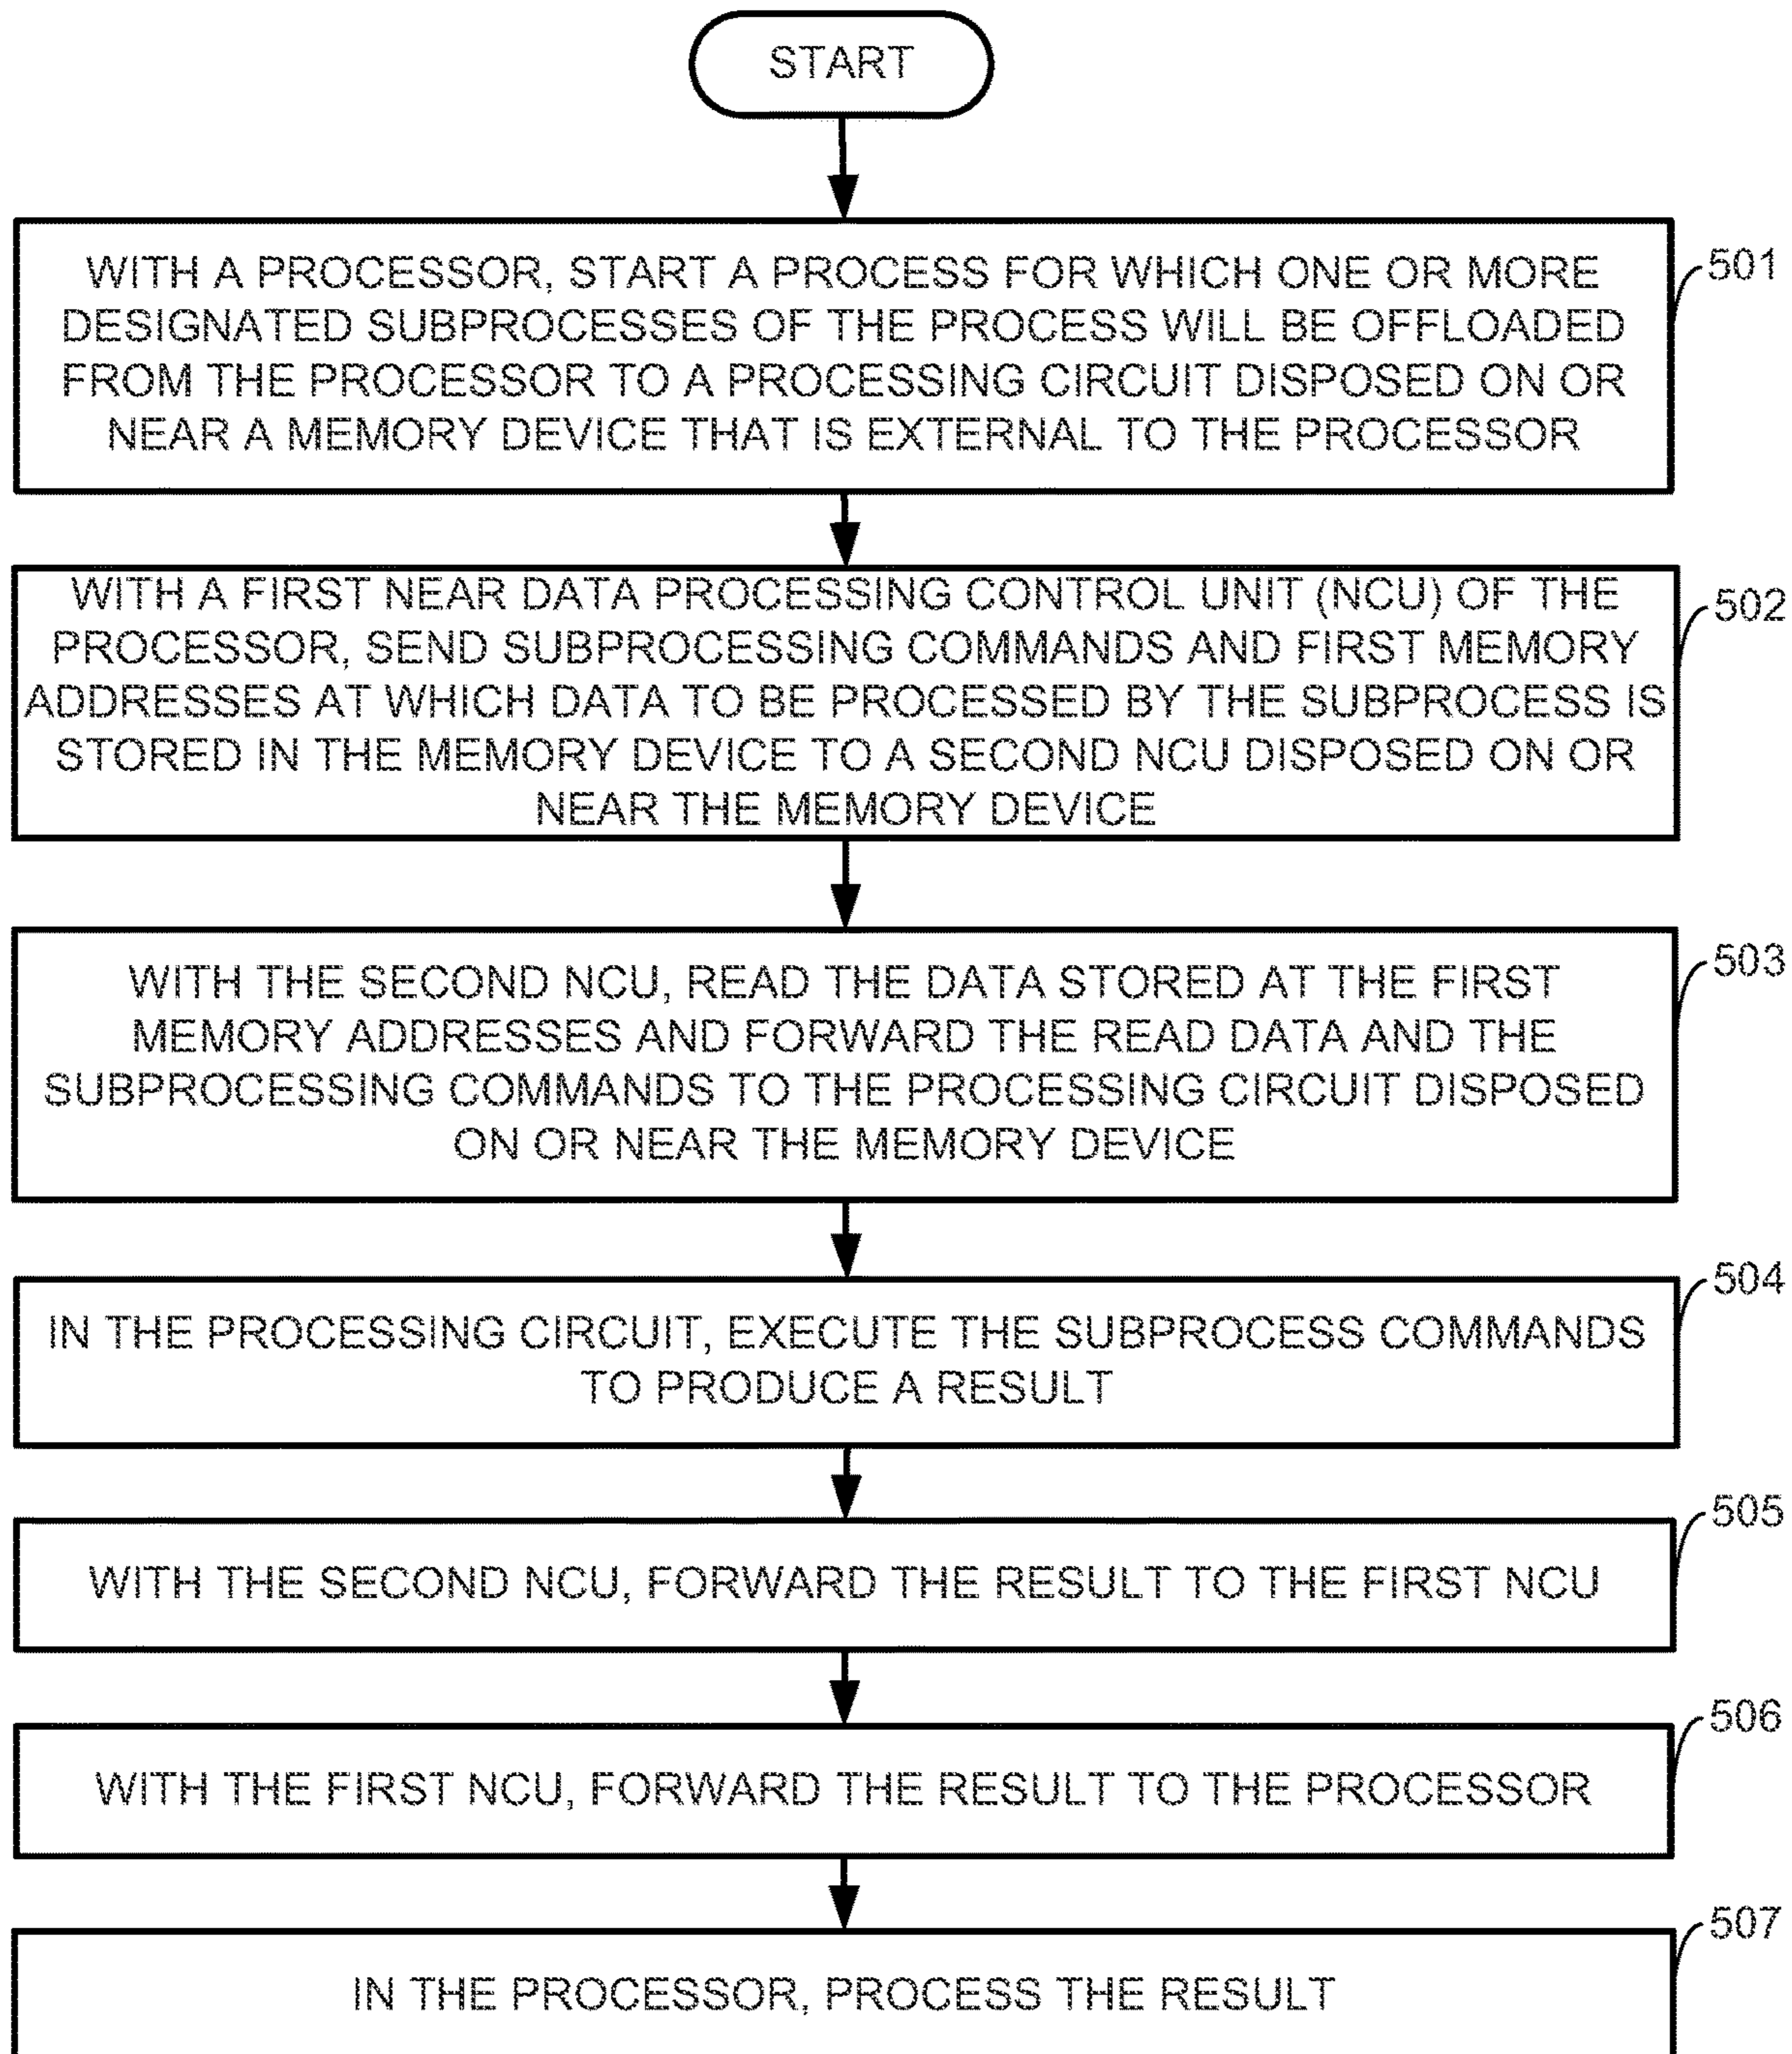 START
WITH A PROCESSOR, START A PROCESS FOR WHICH ONE OR MORE
DESIGNATED SUBPROCESSES OF THE PROCESS WILL BE OFFLOADED
FROM THE PROCESSOR TO A PROCESSING CIRCUIT DISPOSED ON OR
NEAR A MEMORY DEVICE THAT IS EXTERNAL TO THE PROCESSOR
501
WITH A FIRST NEAR DATA PROCESSING CONTROL UNIT (NCU) OF THE
PROCESSOR, SEND SUBPROCESSING COMMANDS AND FIRST MEMORY
ADDRESSES AT WHICH DATA TO BE PROCESSED BY THE SUBPROCESS IS
STORED IN THE MEMORY DEVICE TO A SECOND NCU DISPOSED ON OR
NEAR THE MEMORY DEVICE
502
WITH THE SECOND NCU, READ THE DATA STORED AT THE FIRST
MEMORY ADDRESSES AND FORWARD THE READ DATA AND THE
SUBPROCESSING COMMANDS TO THE PROCESSING CIRCUIT DISPOSED
ON OR NEAR THE MEMORY DEVICE
503
IN THE PROCESSING CIRCUIT, EXECUTE THE SUBPROCESS COMMANDS
TO PRODUCE A RESULT
504
WITH THE SECOND NCU, FORWARD THE RESULT TO THE FIRST NCU
505
WITH THE FIRST NCU, FORWARD THE RESULT TO THE PROCESSOR
506
IN THE PROCESSOR, PROCESS THE RESULT
507